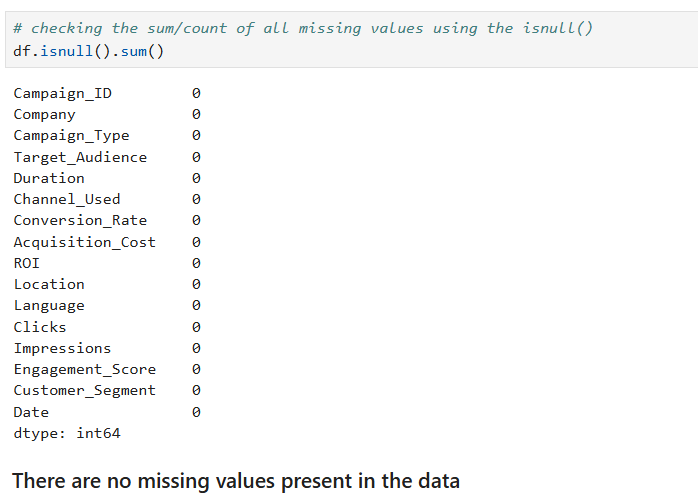 # checking the sum/count of all missing values using the isnull()
df.isnull().sum()
Campaign_ID 0
Company 0
Campaign_Type 0
Target_Audience 0
Duration 0
Channel_Used 0
Conversion_Rate 0
Acquisition_Cost 0
ROI 0
Location 0
Language 0
Clicks 0
Impressions 0
Engagement_Score 0
Customer_Segment 0
Date 0
dtype: int64
There are no missing values present in the data